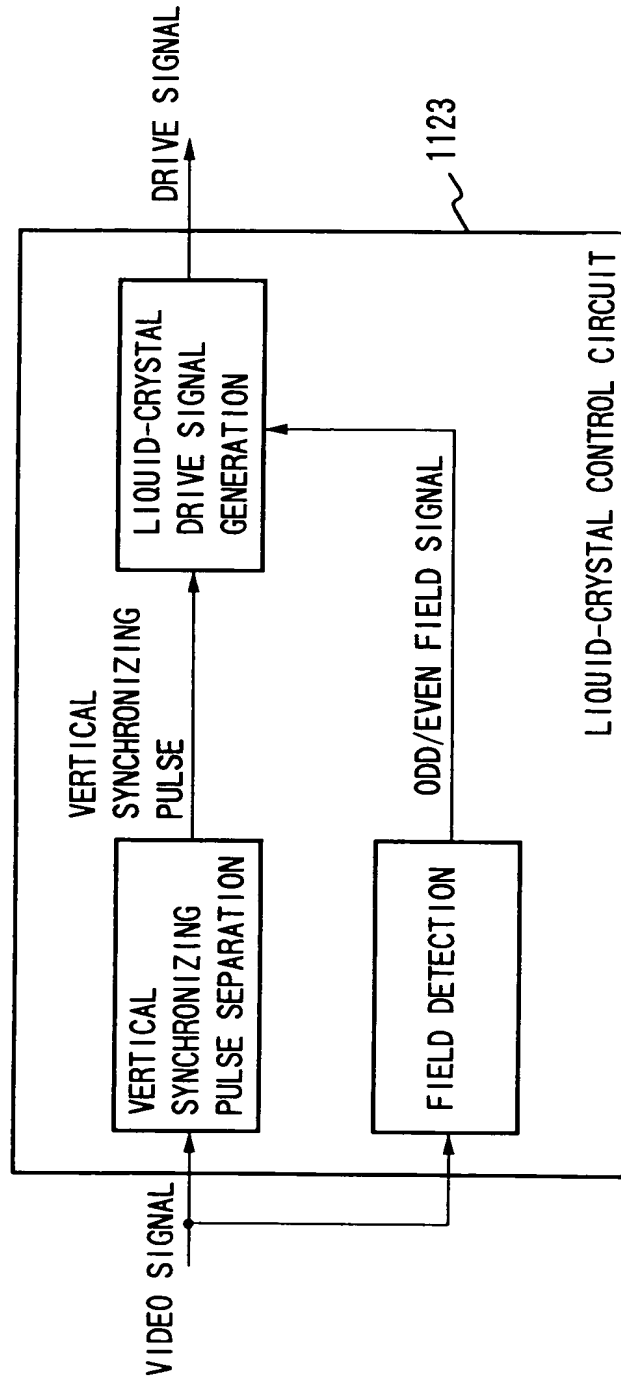 VIDEO SIGNAL
VERTICAL
SYNCHRONIZING
PULSE SEPARATION
VERTICAL
SYNCHRONIZING
PULSE
LIQUID-CRYSTAL
DRIVE SIGNAL
GENERATION
DRIVE SIGNAL
FIELD DETECTION
ODD/EVEN FIELD SIGNAL
1123
LIQUID-CRYSTAL CONTROL CIRCUIT